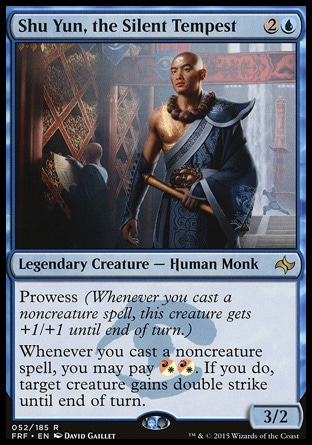 Shu Yun, the Silent Tempest 2
Legendary Creature — Human Monk
Prowess (Whenever you cast a
noncreature spell, this creature gets
+1/+1 until end of turn.)
Whenever you cast a noncreature
spell, you may pay . If you do,
target creature gains double strike
until end of turn.
3/2
052/185 R
FRF • EN DAVID GAILLET
™ & © 2015 Wizards of the Coast